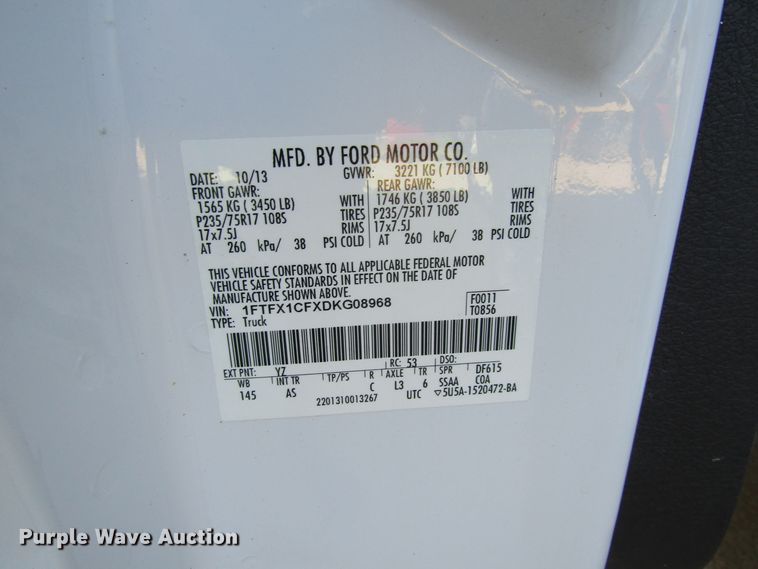 MFD. BY FORD MOTOR CO.
DATE: 10/13 GVWR: 3221 KG ( 7100 LB)
FRONT GAWR: REAR GAWR:
1565 KG ( 3450 LB) WITH 1746 KG ( 3850 LB) WITH
P235/75R17 108S TIRES P235/75R17 108S TIRES
17x7.5J RIMS 17x7.5J RIMS
AT 260 kPa/ 38 PSI COLD AT 260 kPa/ 38 PSI COLD
THIS VEHICLE CONFORMS TO ALL APPLICABLE FEDERAL MOTOR
VEHICLE SAFETY STANDARDS IN EFFECT ON THE DATE OF
MANUFACTURE SHOWN ABOVE.
VIN: 1FTFX1CFXDKG08968 F0011
TYPE: Truck T0856
EXT PNT: YZ RC: 53 DSO:
WB INT TR TP/PS R AXLE TR SPR DF615
145 AS C L3 6 SSAA COA
2201310013267 UTC ▽5U5A-1520472-BA
Purple Wave Auction